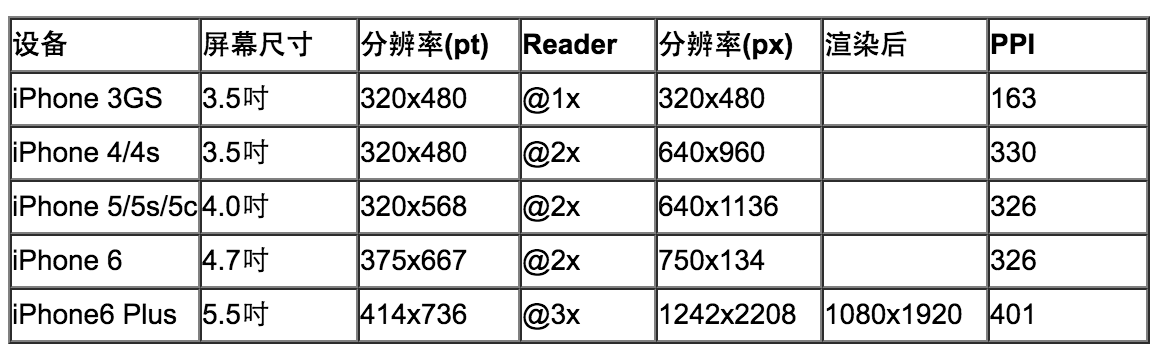 设备 屏幕尺寸 分辨率(pt) Reader 分辨率(px) 渲染后 PPI
iPhone 3GS 3.5吋 320x480 @1x 320x480 163
iPhone 4/4s 3.5吋 320x480 @2x 640x960 330
iPhone 5/5s/5c 4.0吋 320x568 @2x 640x1136 326
iPhone 6 4.7吋 375x667 @2x 750x134 326
iPhone6 Plus 5.5吋 414x736 @3x 1242x2208 1080x1920 401